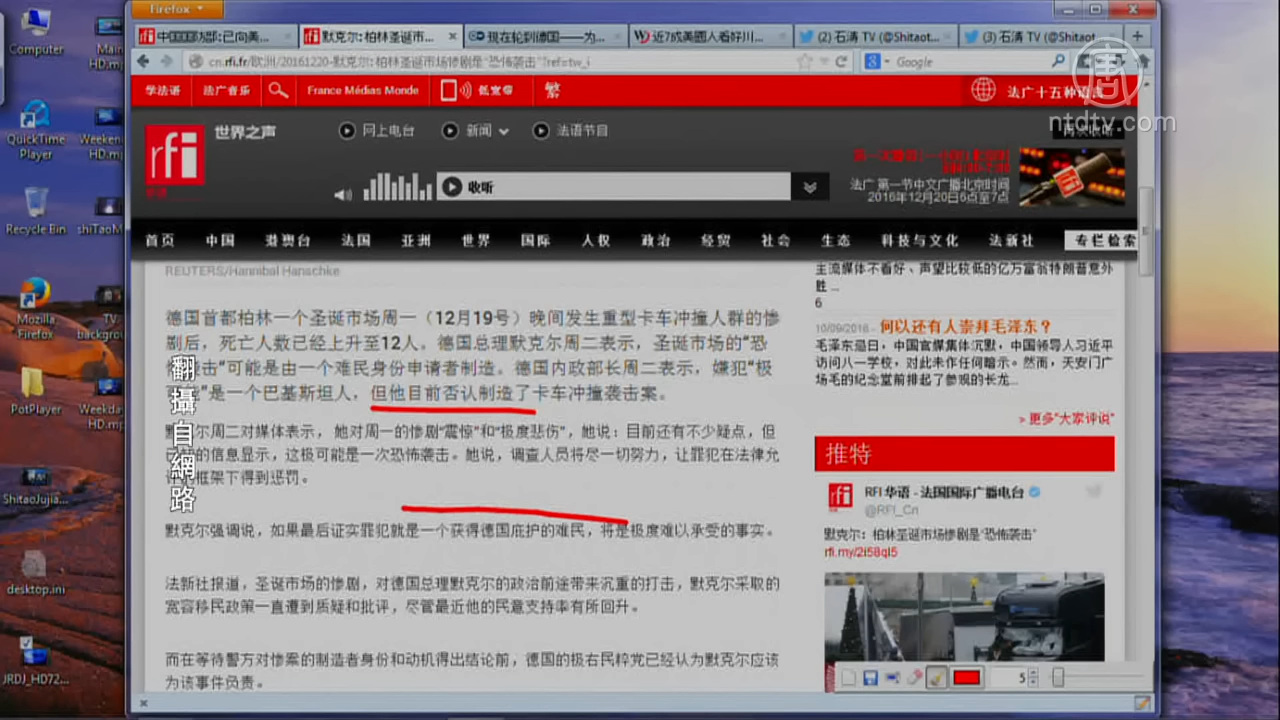 Firefox
默克尔:柏林圣诞市...
现在轮到德国——为...
近7成美國人看好川...
(2) 石涛 TV (@Shitaot...
(3) 石涛 TV (@Shitaot
cn.rfi.fr/欧洲/20161220-默克尔:柏林圣诞市场惨剧是“恐怖袭击”?ref=tw_i
Google
学法语
法广音乐
France Médias Monde
低宽带
繁
法广十五种语言
ntdtv.com
rfi
世界之声
网上电台
新闻
法语节目
收听
法广 第一节中文广播北京时间
2016年12月20日6点至7点
首页 中国 港澳台 法国 亚洲 世界 国际 人权 政治 经贸 社会 生态 科技与文化 法新社 专栏检索
REUTERS/Hannibal Hanschke
德国首都柏林一个圣诞市场周一（12月19号）晚间发生重型卡车冲撞人群的惨
剧后，死亡人数已经上升至12人。德国总理默克尔周二表示，圣诞市场的“恐
袭击”可能是由一个难民身份申请者制造。德国内政部长周二表示，嫌犯“极
能”是一个巴基斯坦人，但他目前否认制造了卡车冲撞袭击案。
默克尔周二对媒体表示，她对周一的惨剧“震惊”和“极度悲伤”，她说：目前还有不少疑点，但
的信息显示，这极可能是一次恐怖袭击。她说，调查人员将尽一切努力，让罪犯在法律允
框架下得到惩罚。
默克尔强调说，如果最后证实罪犯就是一个获得德国庇护的难民，将是极度难以承受的事实。
法新社报道，圣诞市场的惨剧，对德国总理默克尔的政治前途带来沉重的打击，默克尔采取的
宽容移民政策一直遭到质疑和批评，尽管最近他的民意支持率有所回升。
而在等待警方对惨案的制造者身份和动机得出结论前，德国的极右民粹党已经认为默克尔应该
为该事件负责。
主流媒体不看好、声望比较低的亿万富翁特朗普意外
胜 ...
6
10/09/2016 - 何以还有人崇拜毛泽东？
毛泽东忌日，中国官媒集体沉默，中国领导人习近平
访问八一学校，对此未作任何暗示。然而，天安门广
场毛的纪念堂前排起了参观的长龙...
> 更多“大家评说”
推特
RFI 华语 - 法国国际广播电台
@RFI_Cn
默克尔：柏林圣诞市场惨剧是“恐怖袭击”
rfi.my/2i58ql5
5
翻攝自網路
Computer
Main
HD.mp
QuickTime
Player
Weeken
HD.mp
Recycle Bin
shiTaoM
Mozilla
Firefox
TV
backgro
PotPlayer
Weekda
HD.mp
ShitaoJujia...
desktop.ini
JRDJ_HD72...